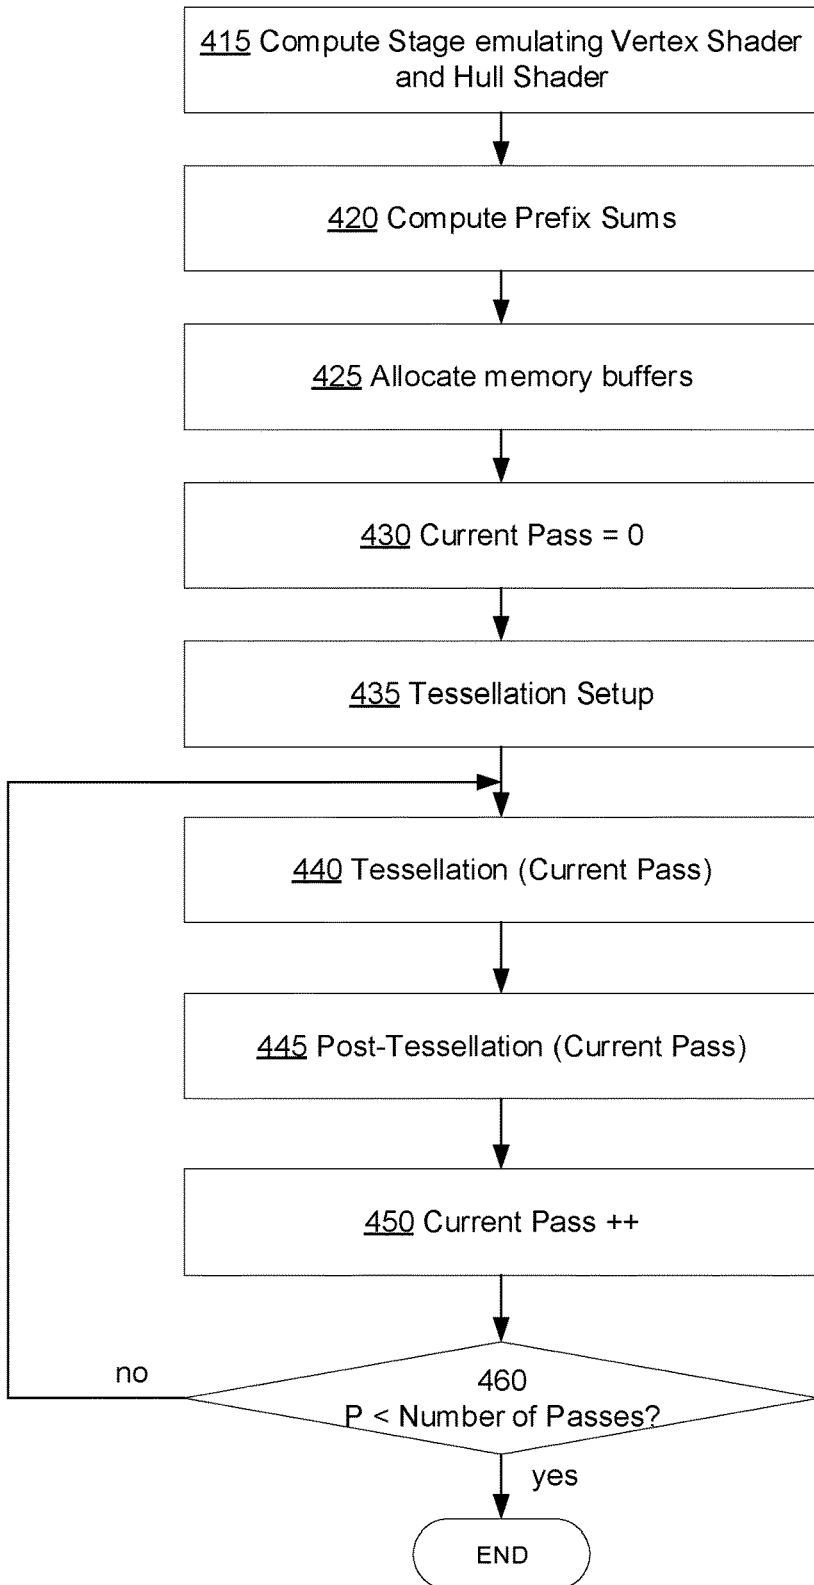 415 Compute Stage emulating Vertex Shader
and Hull Shader
420 Compute Prefix Sums
425 Allocate memory buffers
430 Current Pass = 0
435 Tessellation Setup
440 Tessellation (Current Pass)
445 Post-Tessellation (Current Pass)
450 Current Pass ++
no
460
P < Number of Passes?
yes
END